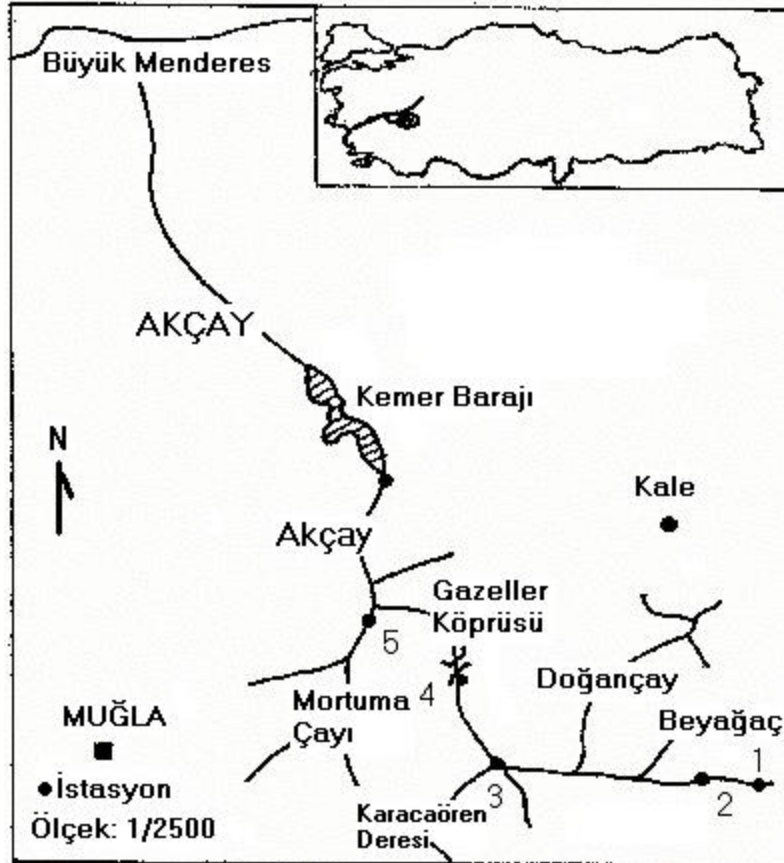 Büyük Menderes
AKÇAY
Kemer Barajı
N
Kale
Akçay
Gazeller
Köprüsü
5
4
Doğançay
Mortuma
Çayı
Beyağaç
MUĞLA
1
2
3
İstasyon
Karacaören
Deresi
Ölçek: 1/2500